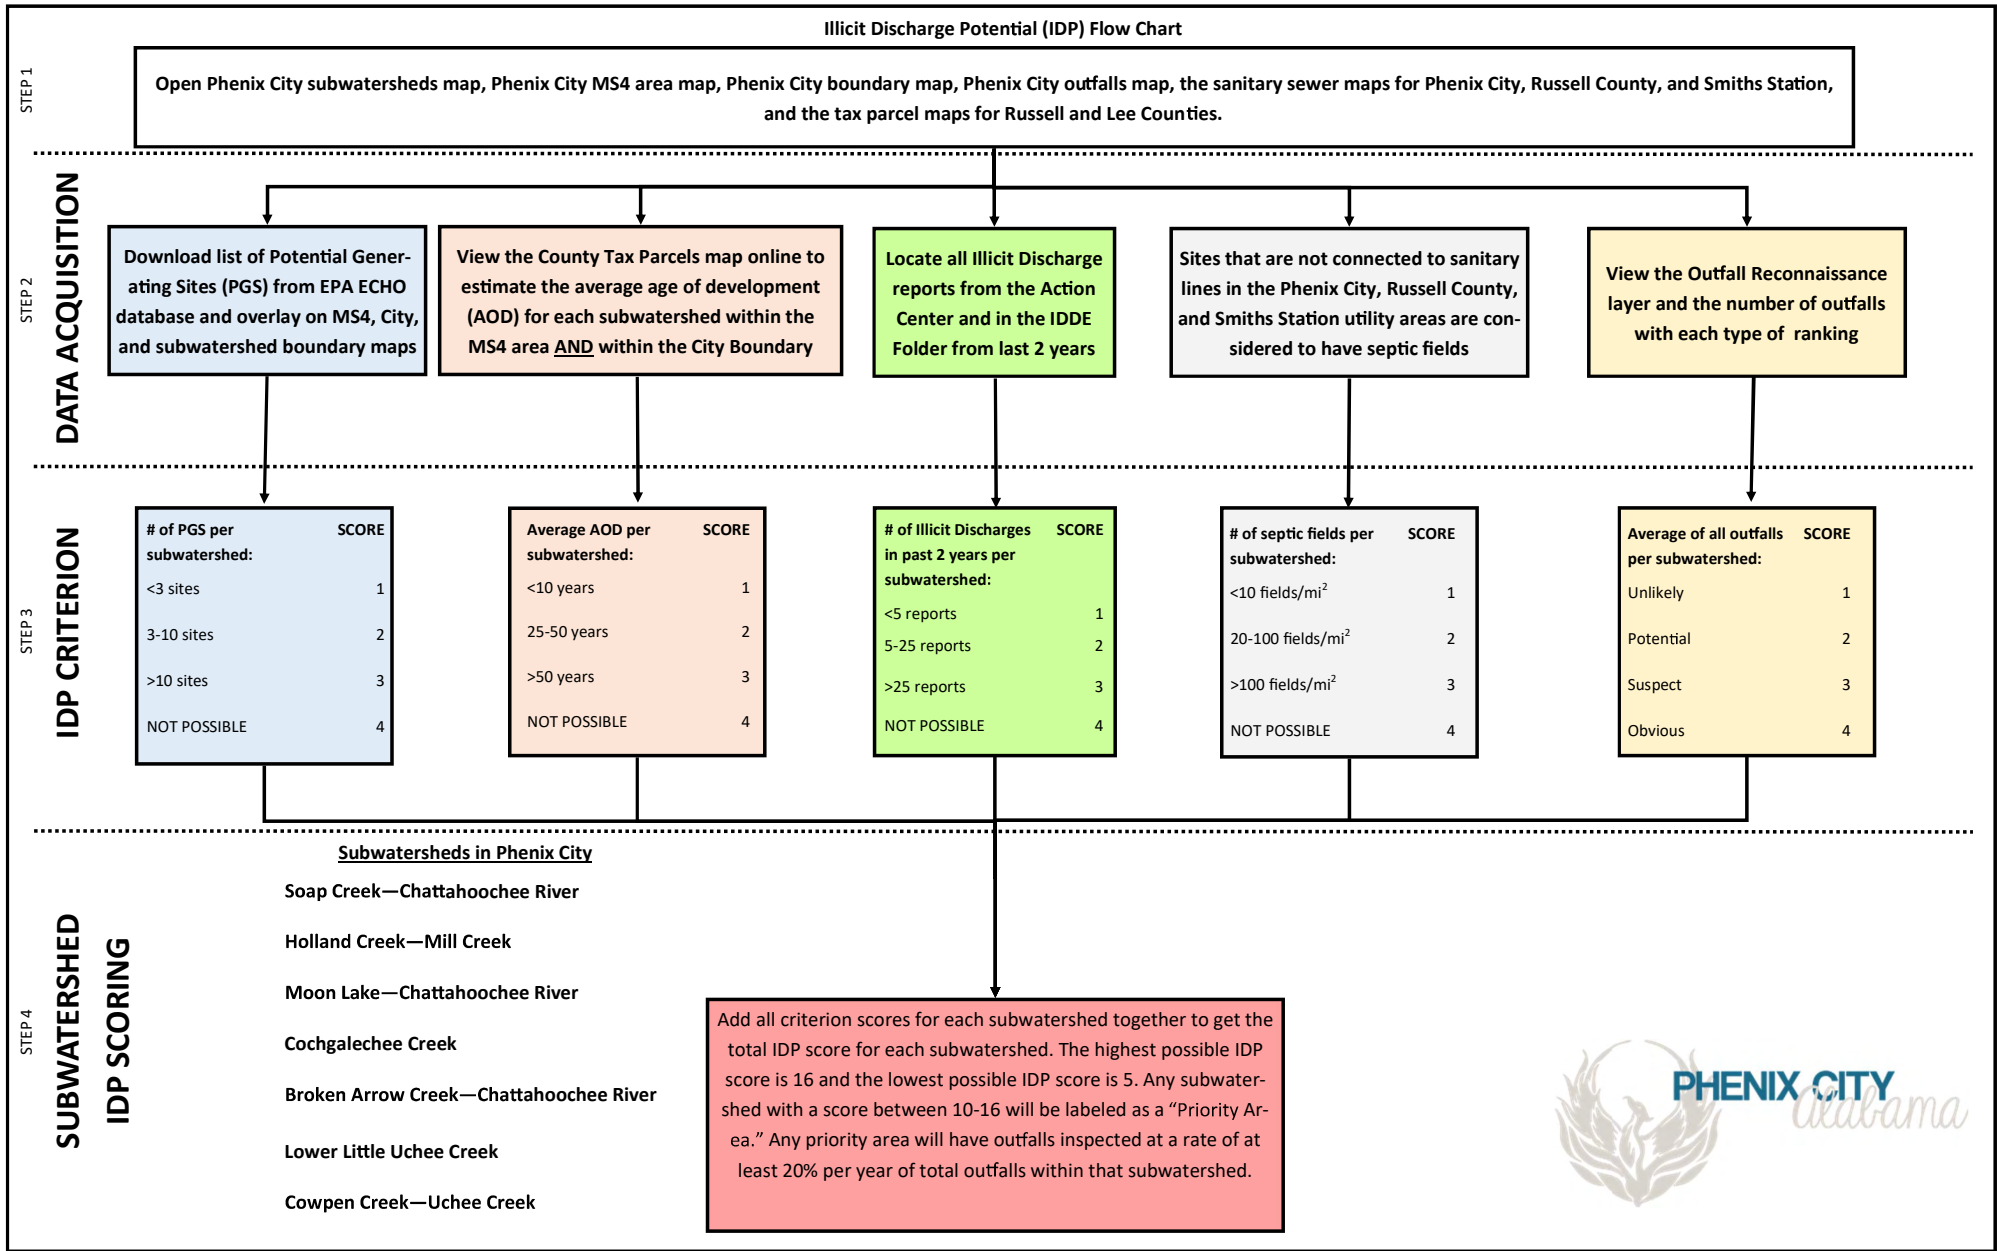 Illicit Discharge Potential (IDP) Flow Chart
STEP 1
Open Phenix City subwatersheds map, Phenix City MS4 area map, Phenix City boundary map, Phenix City outfalls map, the sanitary sewer maps for Phenix City, Russell County, and Smiths Station,
and the tax parcel maps for Russell and Lee Counties.
STEP 2
DATA ACQUISITION
Download list of Potential Gener-
ating Sites (PGS) from EPA ECHO
database and overlay on MS4, City,
and subwatershed boundary maps
View the County Tax Parcels map online to
estimate the average age of development
(AOD) for each subwatershed within the
MS4 area AND within the City Boundary
Locate all Illicit Discharge
reports from the Action
Center and in the IDDE
Folder from last 2 years
Sites that are not connected to sanitary
lines in the Phenix City, Russell County,
and Smiths Station utility areas are con-
sidered to have septic fields
View the Outfall Reconnaissance
layer and the number of outfalls
with each type of ranking
STEP 3
IDP CRITERION
# of PGS per SCORE
subwatershed:
<3 sites 1
3-10 sites 2
>10 sites 3
NOT POSSIBLE 4
Average AOD per SCORE
subwatershed:
<10 years 1
25-50 years 2
>50 years 3
NOT POSSIBLE 4
# of Illicit Discharges SCORE
in past 2 years per
subwatershed:
<5 reports 1
5-25 reports 2
>25 reports 3
NOT POSSIBLE 4
# of septic fields per SCORE
subwatershed:
<10 fields/mi² 1
20-100 fields/mi² 2
>100 fields/mi² 3
NOT POSSIBLE 4
Average of all outfalls SCORE
per subwatershed:
Unlikely 1
Potential 2
Suspect 3
Obvious 4
STEP 4
SUBWATERSHED
IDP SCORING
Subwatersheds in Phenix City
Soap Creek—Chattahoochee River
Holland Creek—Mill Creek
Moon Lake—Chattahoochee River
Cochgalechee Creek
Broken Arrow Creek—Chattahoochee River
Lower Little Uchee Creek
Cowpen Creek—Uchee Creek
Add all criterion scores for each subwatershed together to get the
total IDP score for each subwatershed. The highest possible IDP
score is 16 and the lowest possible IDP score is 5. Any subwater-
shed with a score between 10-16 will be labeled as a “Priority Ar-
ea.” Any priority area will have outfalls inspected at a rate of at
least 20% per year of total outfalls within that subwatershed.
PHENIX CITY
alabama